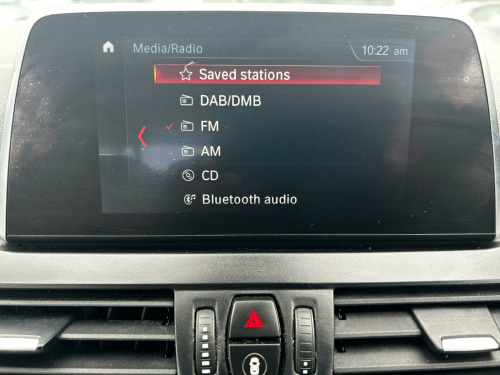 Media/Radio 10:22 am
Saved stations
DAB/DMB
FM
AM
CD
Bluetooth audio